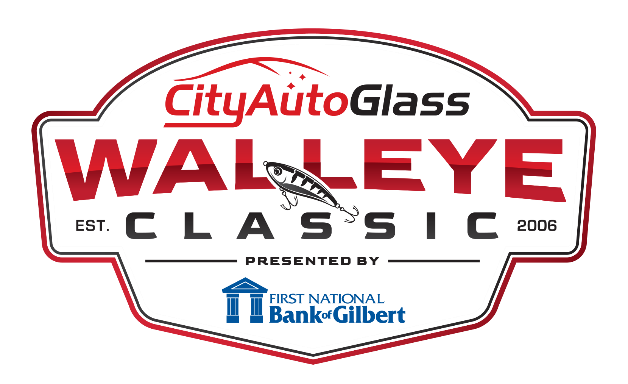 CityAutoGlass
WALLEYE
EST. CLASSIC 2006
PRESENTED BY
FIRST NATIONAL
Bank of Gilbert